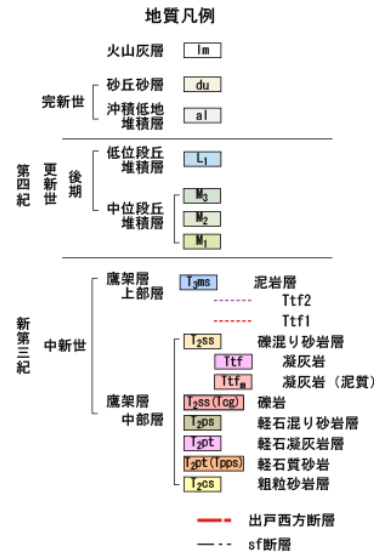 地質凡例
火山灰層 lm
完新世
砂丘砂層 du
沖積低地
堆積層 al
第四紀
更新世
後期
低位段丘
堆積層 L1
中位段丘
堆積層
M3
M2
M1
新第三紀
中新世
鷹架層
上部層
T3ms 泥岩層
Ttf2
Ttf1
鷹架層
中部層
T2ss 礫混り砂岩層
Ttf 凝灰岩
Ttfm 凝灰岩（泥質）
T2ss(Tcg) 礫岩
T2ps 軽石混り砂岩層
T2pt 軽石凝灰岩層
T2pt(Tpps) 軽石質砂岩
T2cs 粗粒砂岩層
出戸西方断層
sf断層